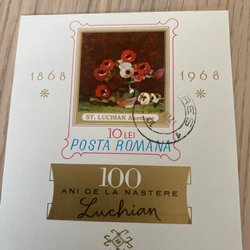 1868 1968
ST. LUCHIAN Anemone
10 LEI
POSTA ROMANA
100
ANI DE LA NASTERE
Luchian